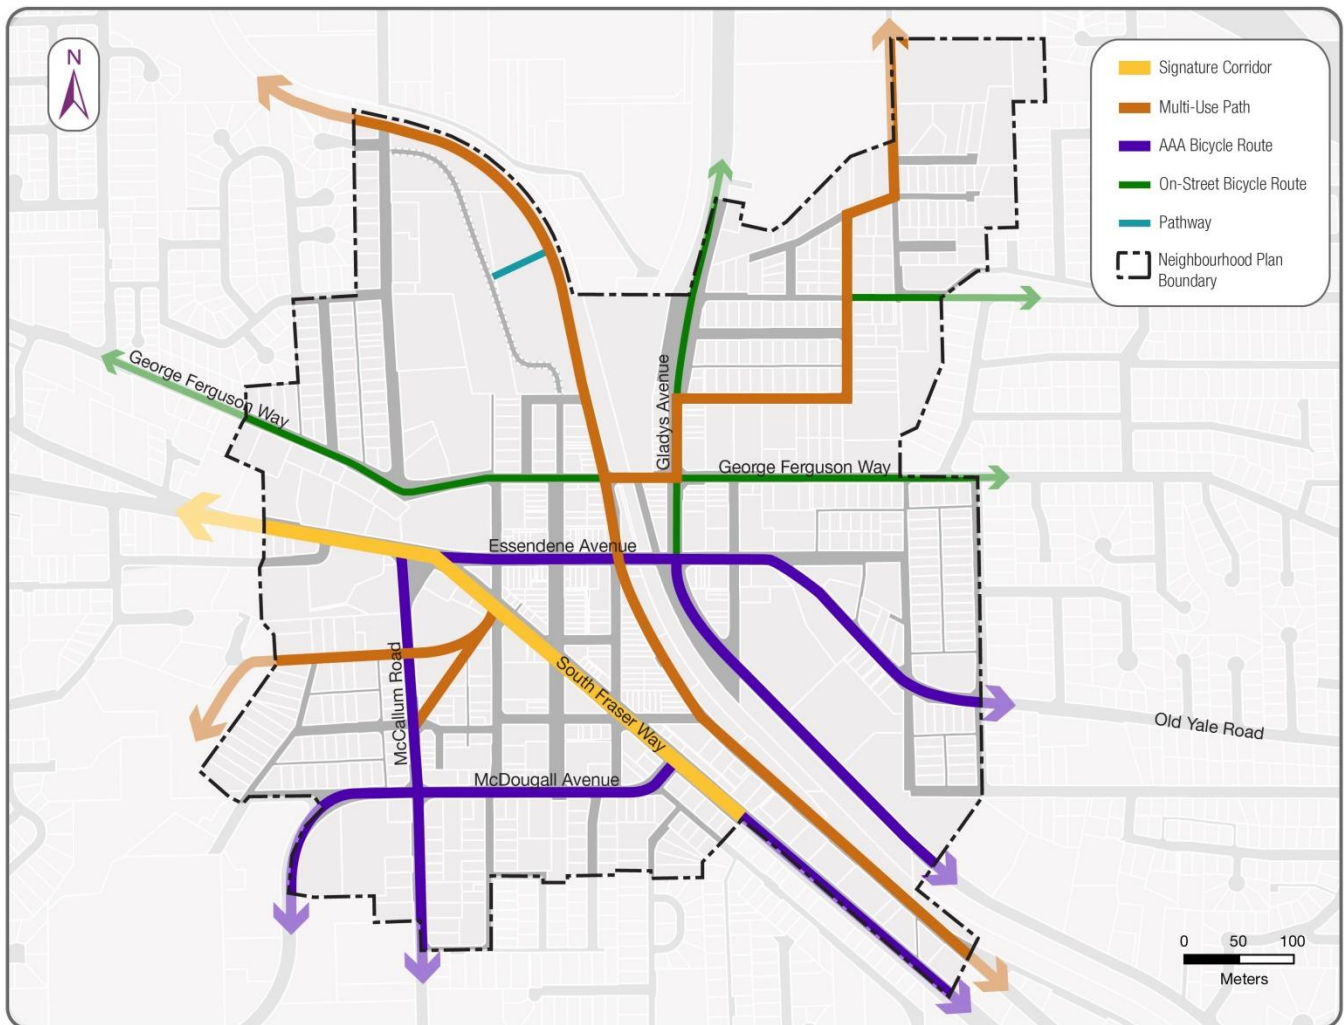 N
Signature Corridor
Multi-Use Path
AAA Bicycle Route
On-Street Bicycle Route
Pathway
Neighbourhood Plan
Boundary
George Ferguson Way
Gladys Avenue
George Ferguson Way
Essendene Avenue
McCallum Road
South Fraser Way
Old Yale Road
McDougall Avenue
0 50 100
Meters